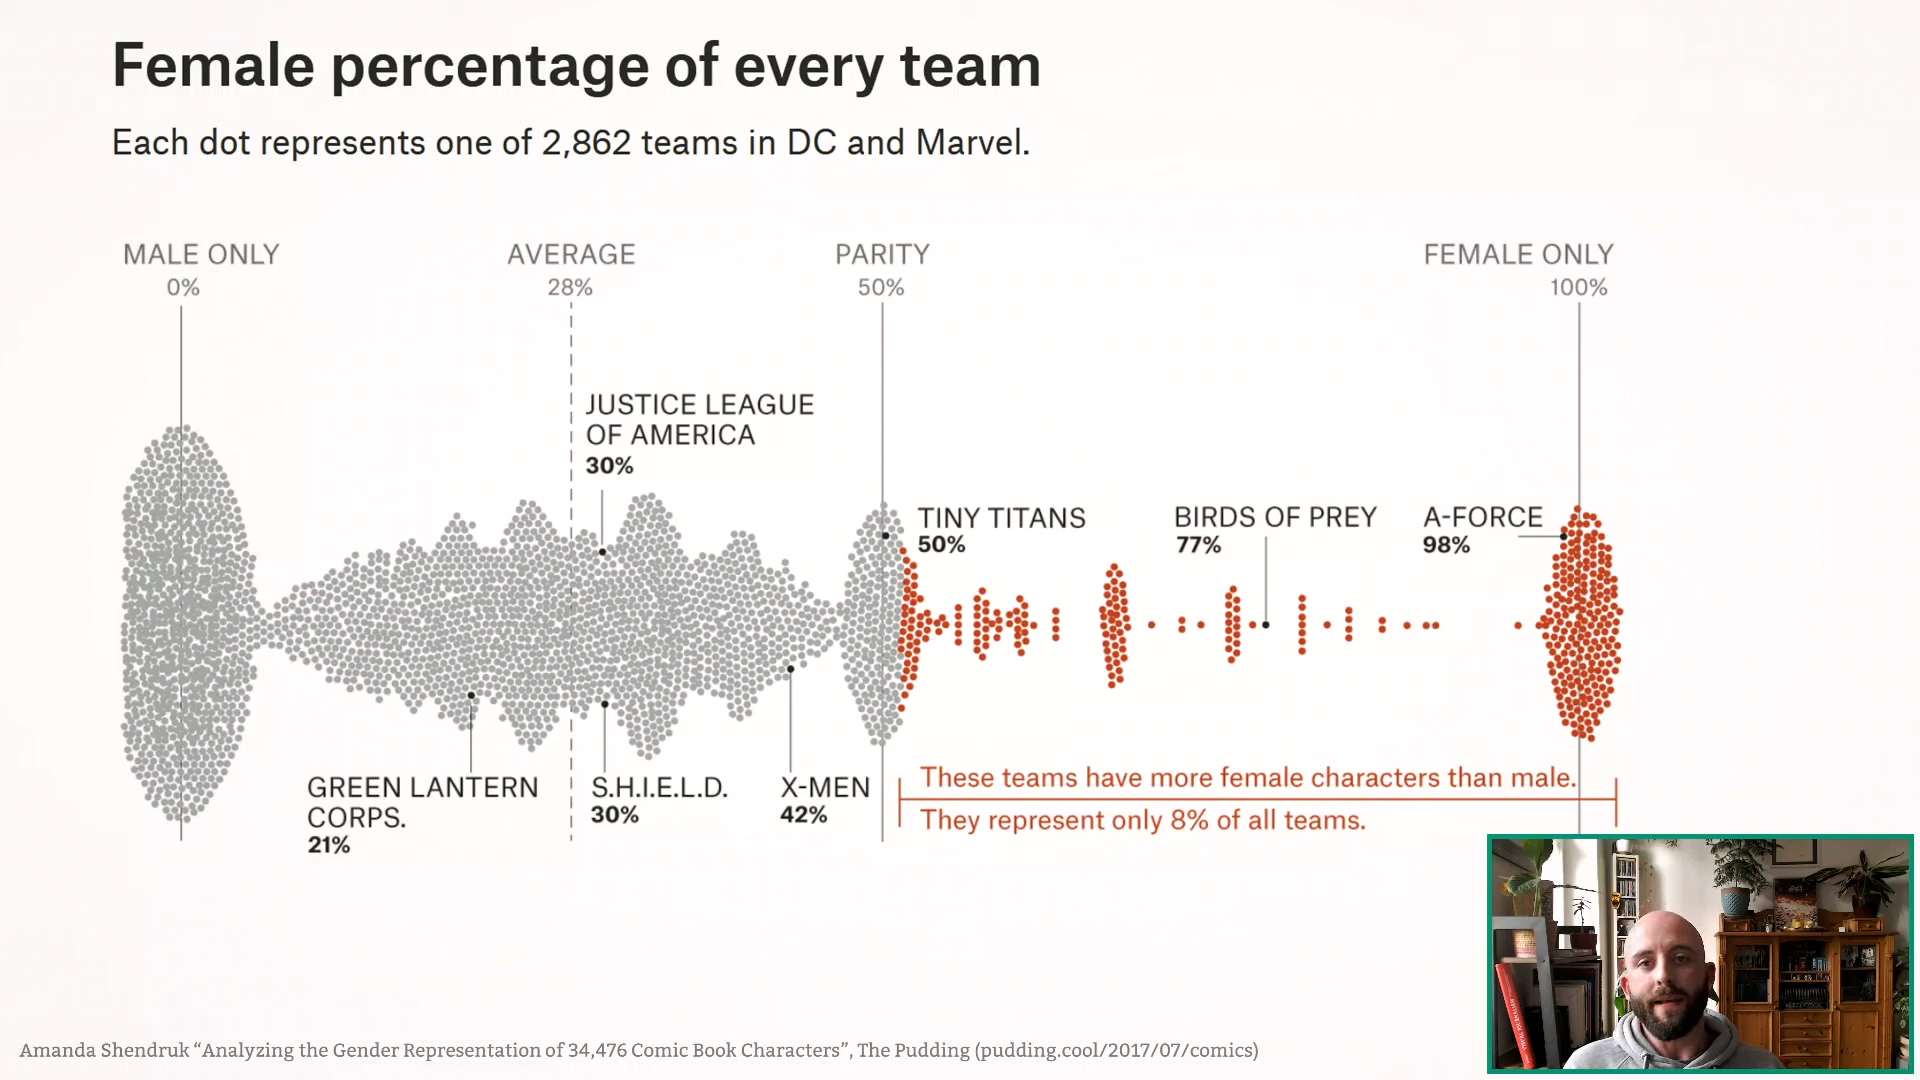 Female percentage of every team
Each dot represents one of 2,862 teams in DC and Marvel.
MALE ONLY
0%
AVERAGE
28%
PARITY
50%
FEMALE ONLY
100%
JUSTICE LEAGUE
OF AMERICA
30%
TINY TITANS
50%
BIRDS OF PREY
77%
A-FORCE
98%
GREEN LANTERN
CORPS.
21%
S.H.I.E.L.D.
30%
X-MEN
42%
These teams have more female characters than male.
They represent only 8% of all teams.
Amanda Shendruk “Analyzing the Gender Representation of 34,476 Comic Book Characters”, The Pudding (pudding.cool/2017/07/comics)